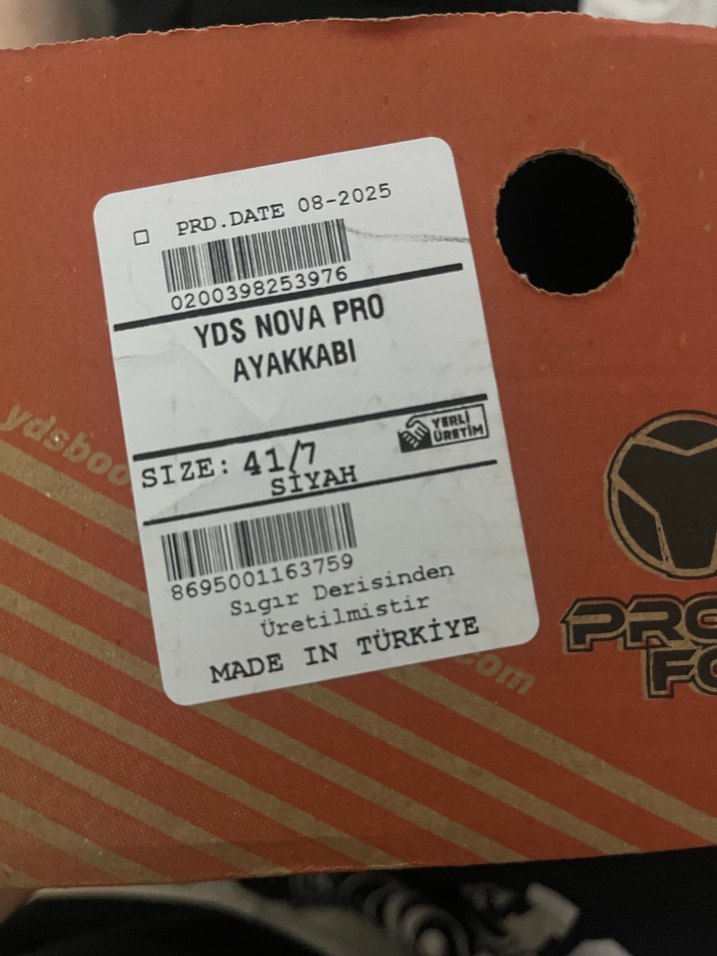 PRD.DATE 08-2025
0200398253976
YDS NOVA PRO
AYAKKABI
YERLİ
ÜRETİM
SIZE: 41/7
SİYAH
8695001163759
Sıgır Derisinden
Üretilmistir
MADE IN TÜRKİYE
ydsboo
.com
PRO
FO